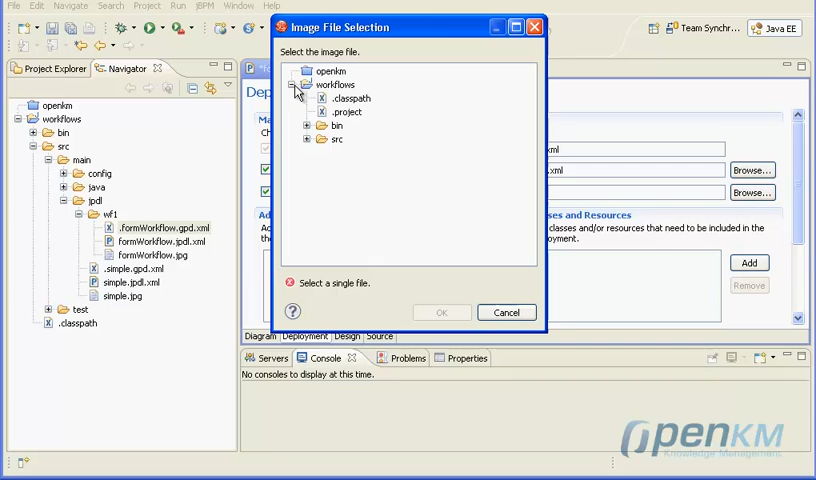 File Edit Navigate Search Project Run jBPM Window Help
Image File Selection
Team Synchr...
Java EE
Select the image file.
openkm
workflows
.classpath
.project
bin
src
Select a single file.
OK
Cancel
Project Explorer
Navigator
openkm
workflows
bin
src
main
config
java
jpdl
wf1
.formWorkflow.gpd.xml
formWorkflow.jpdl.xml
formWorkflow.jpg
.simple.gpd.xml
simple.jpdl.xml
simple.jpg
test
.classpath
.xml
Browse...
Browse...
Resources
classes and/or resources that need to be included in the
Add
Remove
Diagram
Deployment
Design
Source
Servers
Console
Problems
Properties
No consoles to display at this time.
OpenKM
Knowledge Management